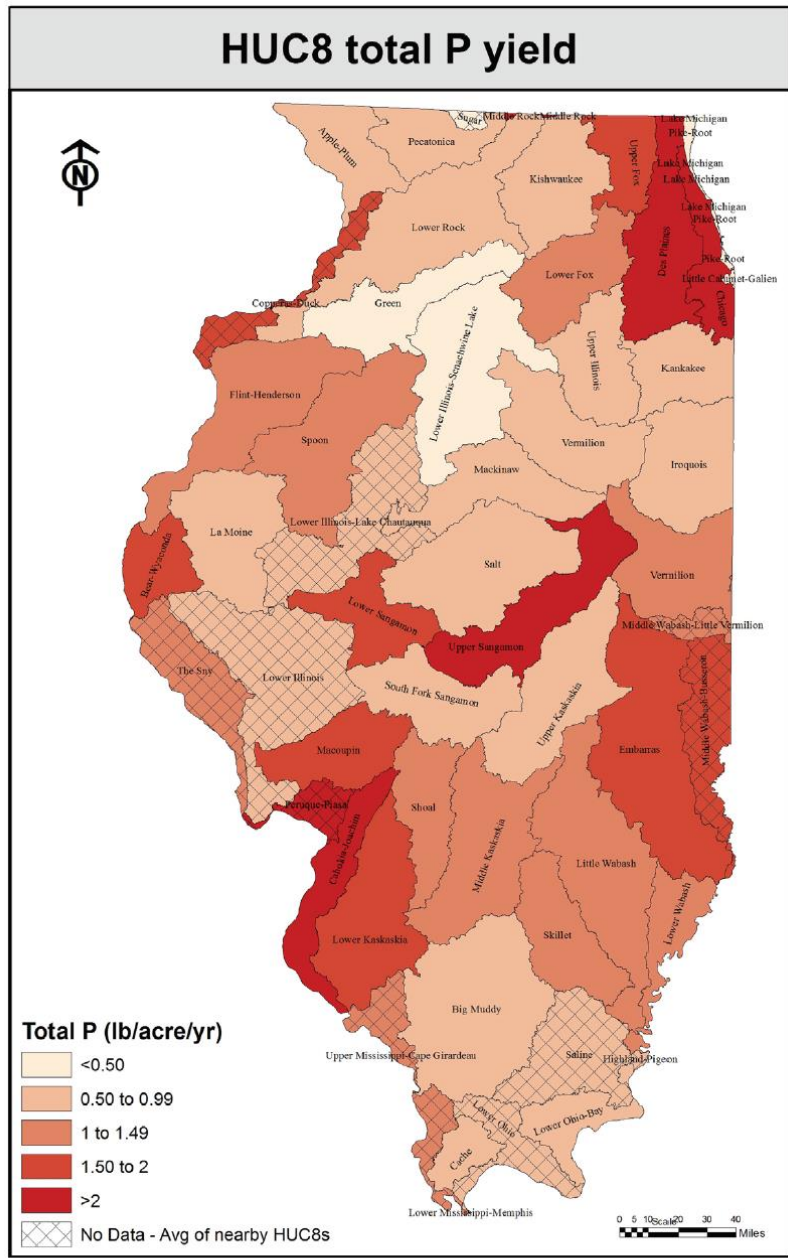 HUC8 total P yield
N
Sugar
Middle Rock
Middle Rock
Lake Michigan
Pike-Root
Apple-Plum
Pecatonica
Upper Fox
Lake Michigan
Lake Michigan
Kishwaukee
Lake Michigan
Pike-Root
Lower Rock
Des Plaines
Pike-Root
Lower Fox
Little Calumet-Galien
Copperas-Duck
Green
Chicago
Lower Illinois-Senachwine Lake
Upper Illinois
Kankakee
Flint-Henderson
Spoon
Vermilion
Iroquois
Mackinaw
Lower Illinois-Lake Chautauqua
La Moine
Bear-Wyaconda
Salt
Vermilion
Lower Sangamon
Middle Wabash-Little Vermilion
Upper Sangamon
The Sny
Lower Illinois
South Fork Sangamon
Upper Kaskaskia
Middle Wabash-Busseron
Macoupin
Embarras
Peruque-Piasa
Shoal
Cahokia-Joachim
Middle Kaskaskia
Little Wabash
Lower Wabash
Lower Kaskaskia
Skillet
Big Muddy
Upper Mississippi-Cape Girardeau
Saline
Highland-Pigeon
Lower Ohio
Lower Ohio-Bay
Cache
Lower Mississippi-Memphis
Total P (lb/acre/yr)
<0.50
0.50 to 0.99
1 to 1.49
1.50 to 2
>2
No Data - Avg of nearby HUC8s
Scale
0 5 10 20 30 40
Miles